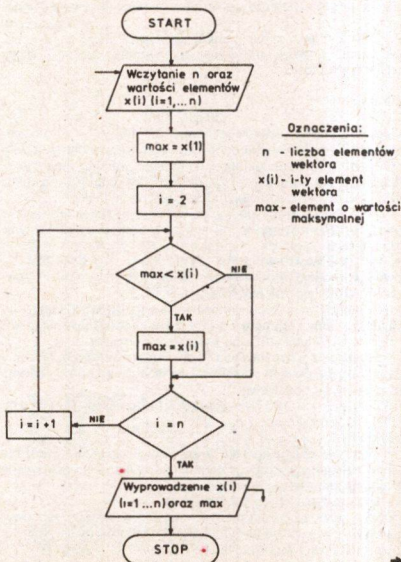 START
Wczytanie n oraz
wartości elementów
x(i) (i=1,...n)
max = x(1)
i = 2
max < x(i)
NIE
TAK
max = x(i)
i = n
NIE
i = i +1
TAK
Wyprowadzenie x(i)
(i=1 ...n) oraz max
STOP
Oznaczenia:
n - liczba elementów
wektora
x(i) - i-ty element
wektora
max - element o wartości
maksymalnej